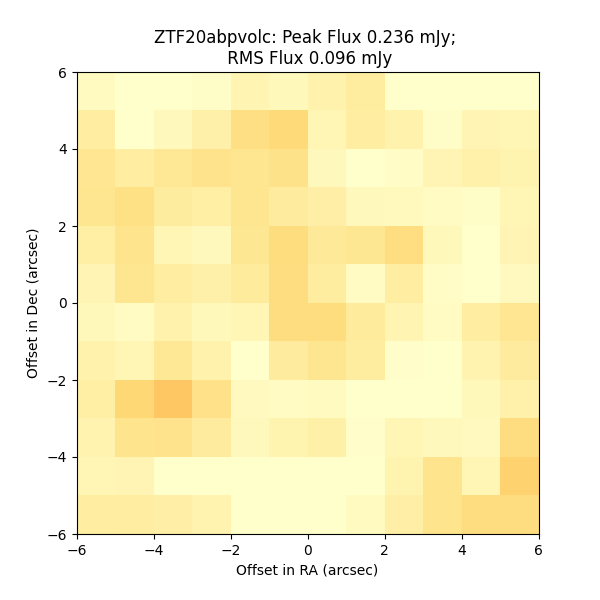 ZTF20abpvolc: Peak Flux 0.236 mJy;
RMS Flux 0.096 mJy
6
4
2
0
−2
−4
−6
Offset in Dec (arcsec)
−6 −4 −2 0 2 4 6
Offset in RA (arcsec)